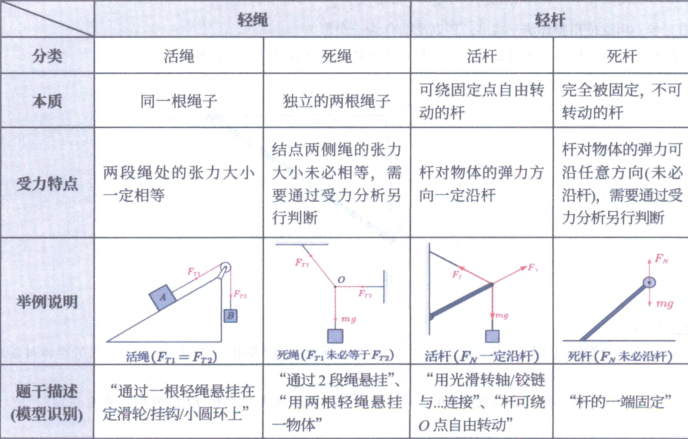 轻绳 轻杆
分类 活绳 死绳 活杆 死杆
本质 同一根绳子 独立的两根绳子 可绕固定点自由转动的杆 完全被固定，不可转动的杆
受力特点 两段绳处的张力大小一定相等 结点两侧绳的张力大小未必相等，需要通过受力分析另行判断 杆对物体的弹力方向一定沿杆 杆对物体的弹力可沿任意方向(未必沿杆)，需要通过受力分析另行判断
举例说明
F_{T1} A F_{T2} B
活绳(F_{T1}=F_{T2})
F_{T1} O F_{T2} mg
死绳(F_{T1}未必等于F_{T2})
F_T F_N mg
活杆(F_N一定沿杆)
F_N mg
死杆(F_N未必沿杆)
题干描述(模型识别) “通过一根轻绳悬挂在定滑轮/挂钩/小圆环上” “通过2段绳悬挂”、“用两根轻绳悬挂一物体” “用光滑转轴/铰链与...连接”、“杆可绕O点自由转动” “杆的一端固定”